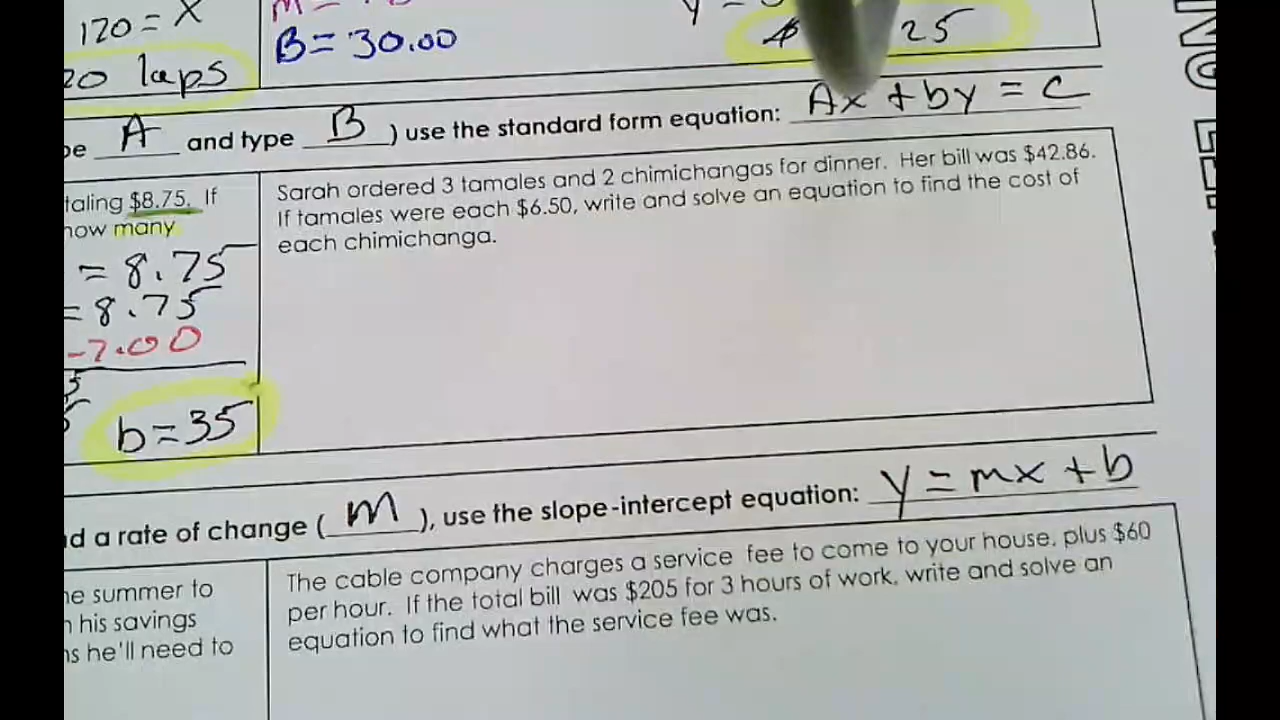 120 = X
20 laps
B = 30.00
25
A and type B ) use the standard form equation: Ax + by = c
taling $8.75. If
how many
= 8.75
= 8.75
-7.00
b = 35
Sarah ordered 3 tamales and 2 chimichangas for dinner. Her bill was $42.86.
If tamales were each $6.50, write and solve an equation to find the cost of
each chimichanga.
d a rate of change ( m ), use the slope-intercept equation: y = mx + b
he summer to
n his savings
ns he'll need to
The cable company charges a service fee to come to your house, plus $60
per hour. If the total bill was $205 for 3 hours of work, write and solve an
equation to find what the service fee was.